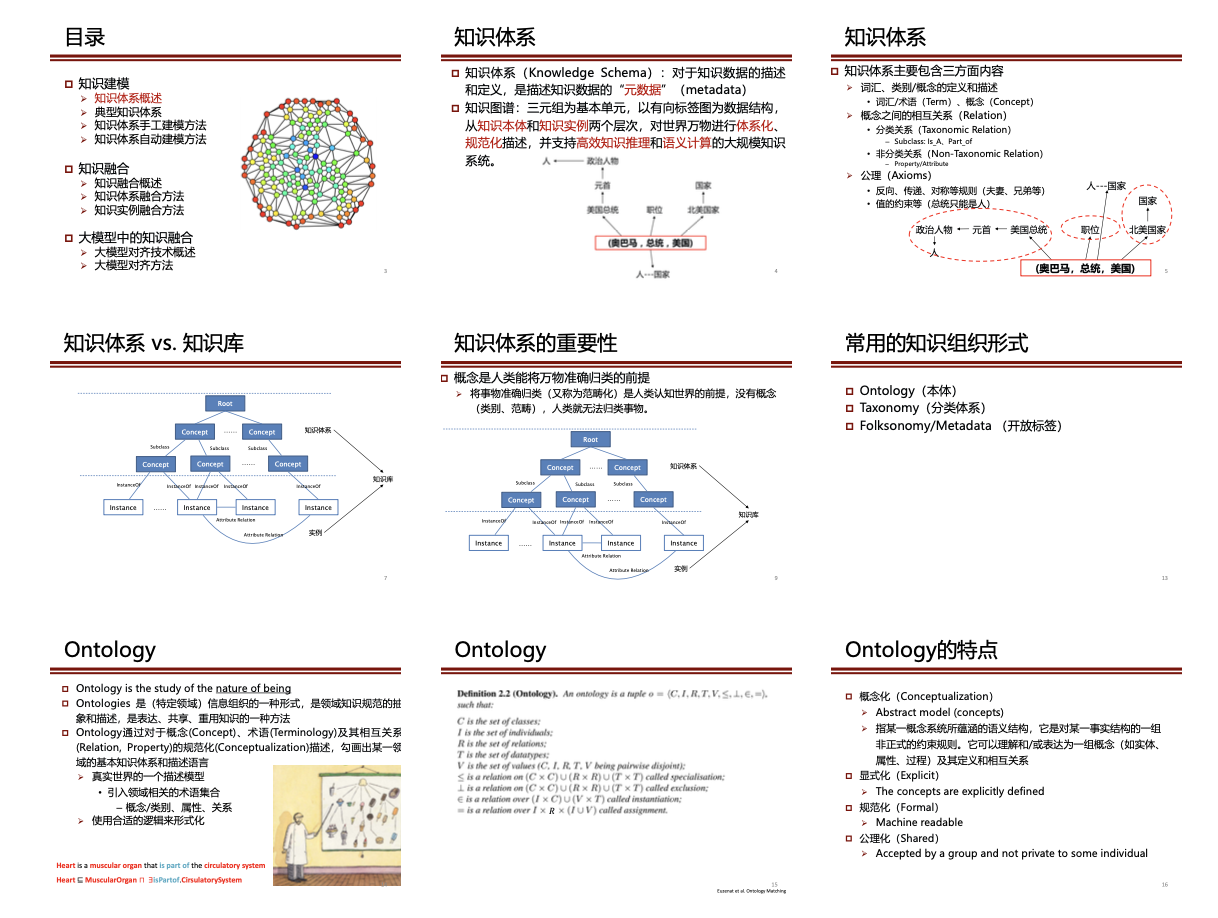 目录
知识建模
知识体系概述
典型知识体系
知识体系手工建模方法
知识体系自动建模方法
知识融合
知识融合概述
知识体系融合方法
知识实例融合方法
大模型中的知识融合
大模型对齐技术概述
大模型对齐方法
3
知识体系
知识体系（Knowledge Schema）：对于知识数据的描述
和定义，是描述知识数据的“元数据”（metadata）
知识图谱：三元组为基本单元，以有向标签图为数据结构，
从知识本体和知识实例两个层次，对世界万物进行体系化、
规范化描述，并支持高效知识推理和语义计算的大规模知识
系统。
人
政治人物
元首
国家
美国总统
职位
北美国家
(奥巴马，总统，美国)
人---国家
4
知识体系
知识体系主要包含三方面内容
词汇、类别/概念的定义和描述
• 词汇/术语（Term）、概念（Concept）
概念之间的相互关系（Relation）
• 分类关系（Taxonomic Relation）
– Subclass: Is_A、Part_of
• 非分类关系（Non-Taxonomic Relation）
– Property/Attribute
公理（Axioms）
• 反向、传递、对称等规则（夫妻、兄弟等）
• 值的约束等（总统只能是人）
人---国家
国家
政治人物
元首
美国总统
职位
北美国家
人
(奥巴马，总统，美国)
5
知识体系 vs. 知识库
Root
Concept
......
Concept
知识体系
Subclass
Subclass
Subclass
Concept
Concept
......
Concept
知识库
InstanceOf
InstanceOf
InstanceOf
InstanceOf
Instance
......
Instance
Instance
Instance
Attribute Relation
Attribute Relation
实例
7
知识体系的重要性
概念是人类能将万物准确归类的前提
将事物准确归类（又称为范畴化）是人类认知世界的前提，没有概念
（类别、范畴），人类就无法归类事物。
Root
Concept
......
Concept
知识体系
Subclass
Subclass
Subclass
Concept
Concept
......
Concept
知识库
InstanceOf
InstanceOf
InstanceOf
InstanceOf
Instance
......
Instance
Instance
Instance
Attribute Relation
Attribute Relation
实例
9
常用的知识组织形式
Ontology（本体）
Taxonomy（分类体系）
Folksonomy/Metadata （开放标签）
13
Ontology
Ontology is the study of the nature of being
Ontologies 是（特定领域）信息组织的一种形式，是领域知识规范的抽
象和描述，是表达、共享、重用知识的一种方法
Ontology通过对于概念(Concept)、术语(Terminology)及其相互关系
(Relation, Property)的规范化(Conceptualization)描述，勾画出某一领
域的基本知识体系和描述语言
真实世界的一个描述模型
• 引入领域相关的术语集合
– 概念/类别、属性、关系
使用合适的逻辑来形式化
Heart is a muscular organ that is part of the circulatory system
Heart ⊑ MuscularOrgan ⊓ ∃isPartof.CirsulatorySystem
Ontology
Definition 2.2 (Ontology). An ontology is a tuple o = ⟨C, I, R, T, V, ≤, ⊥, ∈, =⟩,
such that:
C is the set of classes;
I is the set of individuals;
R is the set of relations;
T is the set of datatypes;
V is the set of values (C, I, R, T, V being pairwise disjoint);
≤ is a relation on (C × C) ∪ (R × R) ∪ (T × T) called specialisation;
⊥ is a relation on (C × C) ∪ (R × R) ∪ (T × T) called exclusion;
∈ is a relation over (I × C) ∪ (V × T) called instantiation;
= is a relation over I × R × (I ∪ V) called assignment.
15
Euzenat et al. Ontology Matching
Ontology的特点
概念化（Conceptualization）
Abstract model (concepts)
指某一概念系统所蕴涵的语义结构，它是对某一事实结构的一组
非正式的约束规则。它可以理解和/或表达为一组概念（如实体、
属性、过程）及其定义和相互关系
显式化（Explicit）
The concepts are explicitly defined
规范化（Formal）
Machine readable
公理化（Shared）
Accepted by a group and not private to some individual
16